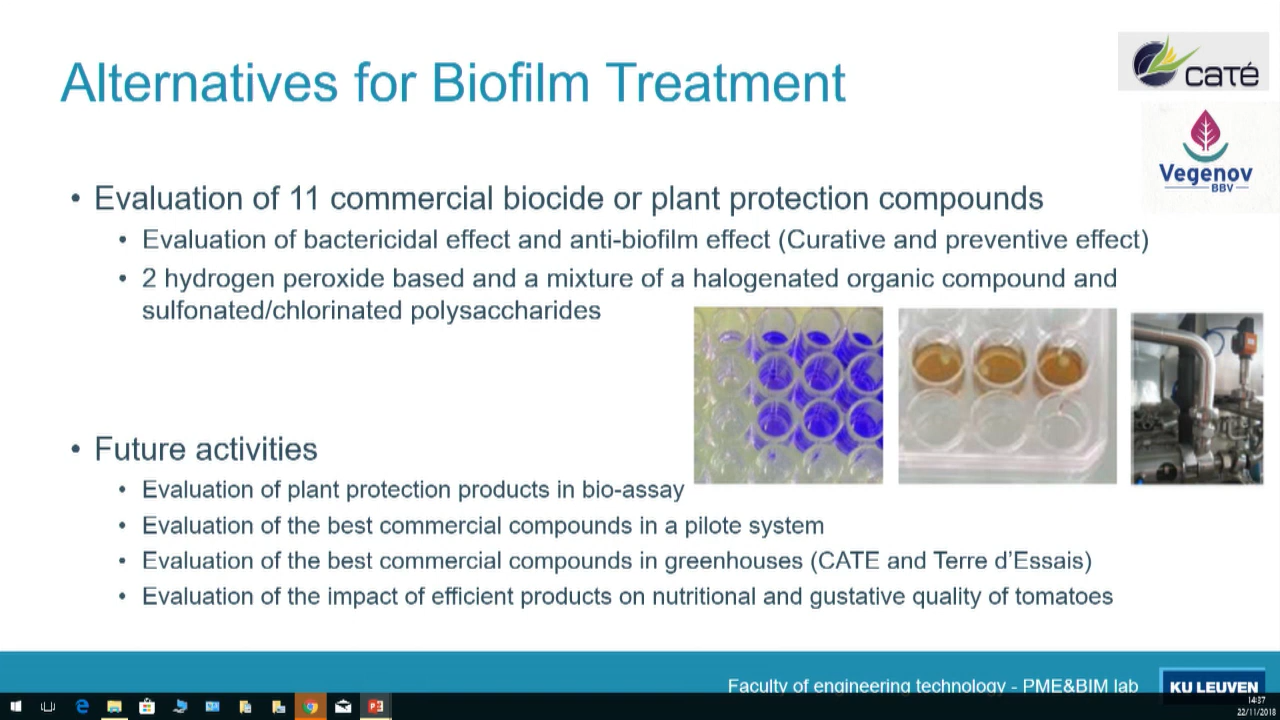 Alternatives for Biofilm Treatment
caté
Vegenov
BBV
• Evaluation of 11 commercial biocide or plant protection compounds
• Evaluation of bactericidal effect and anti-biofilm effect (Curative and preventive effect)
• 2 hydrogen peroxide based and a mixture of a halogenated organic compound and
sulfonated/chlorinated polysaccharides
• Future activities
• Evaluation of plant protection products in bio-assay
• Evaluation of the best commercial compounds in a pilote system
• Evaluation of the best commercial compounds in greenhouses (CATE and Terre d'Essais)
• Evaluation of the impact of efficient products on nutritional and gustative quality of tomatoes
Faculty of engineering technology - PME&BIM lab
KU LEUVEN
14:37
22/11/2018